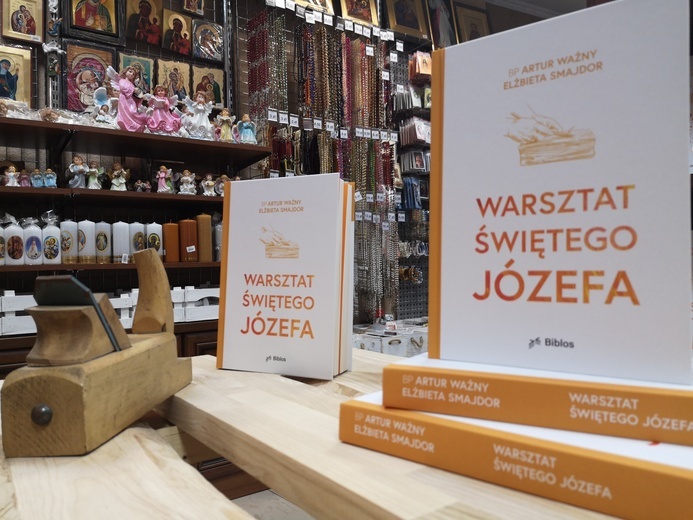 BP ARTUR WAŻNY
ELŻBIETA SMAJDOR
WARSZTAT
ŚWIĘTEGO
JÓZEFA
Biblos
BP ARTUR WAŻNY
ELŻBIETA SMAJDOR
WARSZTAT
ŚWIĘTEGO
JÓZEFA
Biblos
BP ARTUR WAŻNY
ELŻBIETA SMAJDOR
WARSZTAT
ŚWIĘTEGO JÓZEFA
BP ARTUR WAŻNY
ELŻBIETA SMAJDOR
WARSZTAT
ŚWIĘTEGO JÓZEFA